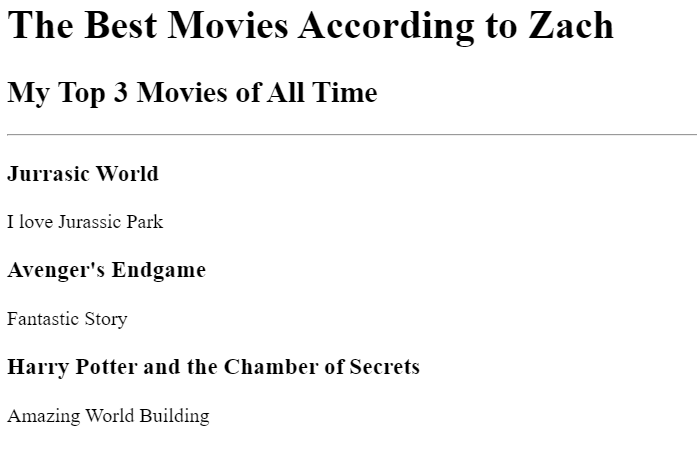 The Best Movies According to Zach
My Top 3 Movies of All Time
Jurrasic World
I love Jurassic Park
Avenger's Endgame
Fantastic Story
Harry Potter and the Chamber of Secrets
Amazing World Building